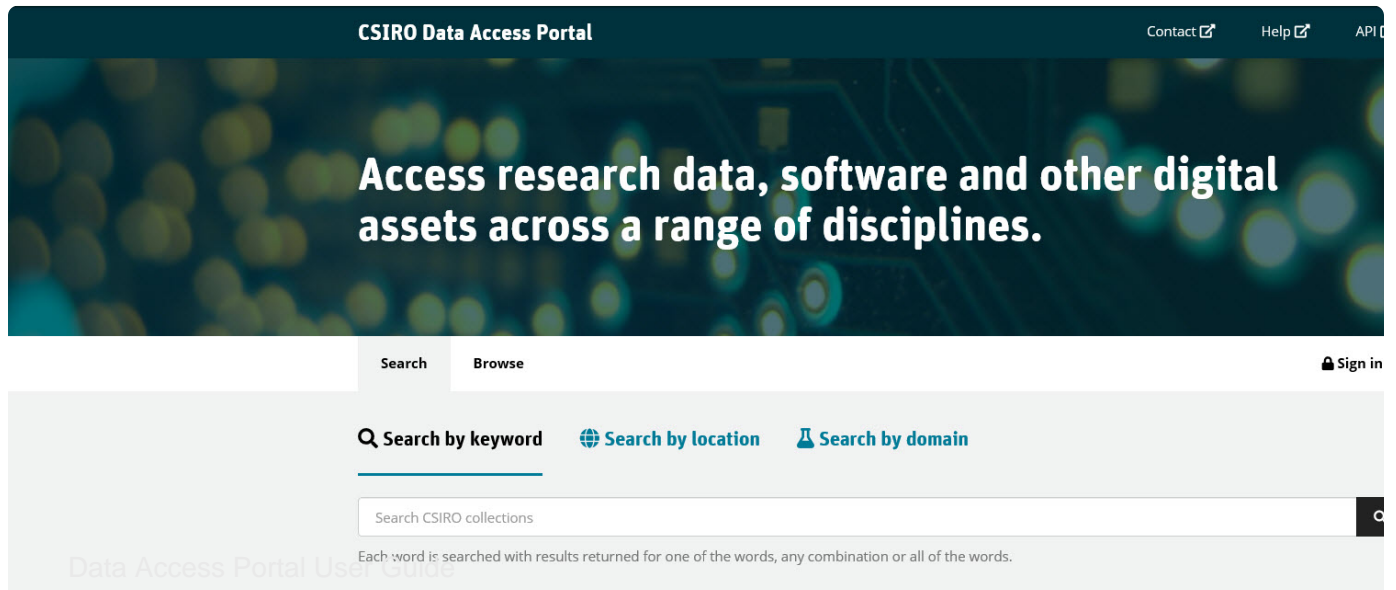 CSIRO Data Access Portal Contact Help API
Access research data, software and other digital
assets across a range of disciplines.
Search Browse Sign in
Search by keyword Search by location Search by domain
Search CSIRO collections
Each word is searched with results returned for one of the words, any combination or all of the words.
Data Access Portal User Guide